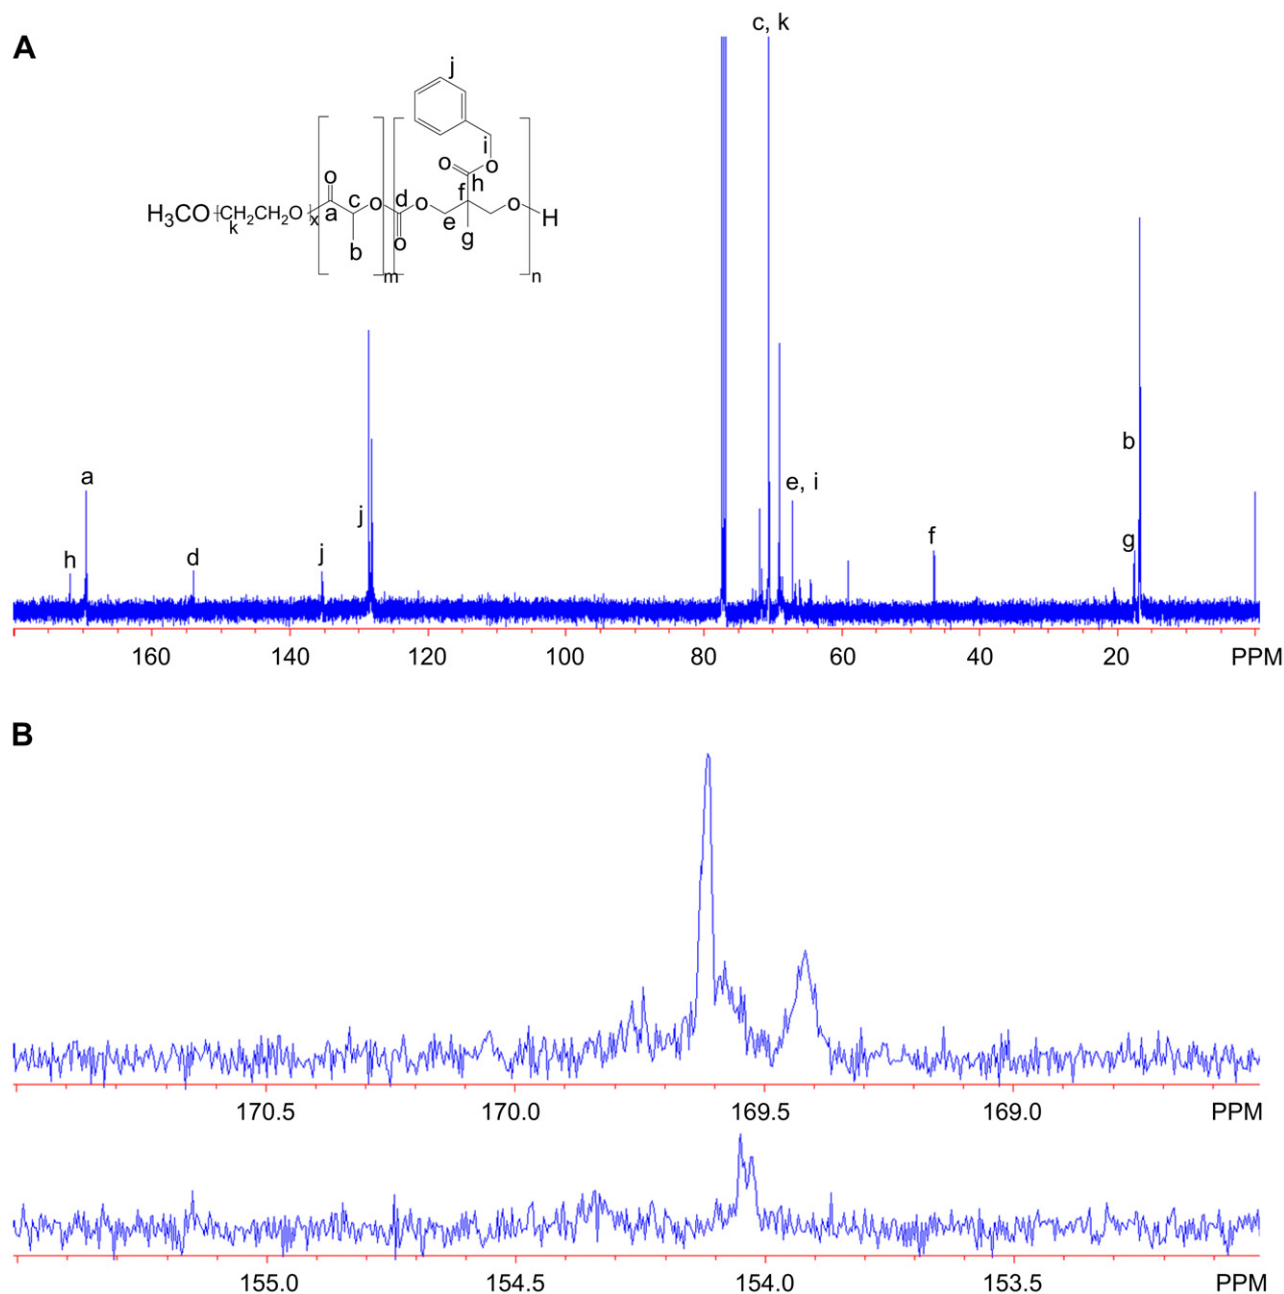 A
c, k
j
i
o
o
h
o
f
c
o
d
o
o
H
H₃CO
CH₂CH₂O
k
x
a
b
o
e
g
m
n
a
h
d
j
j
e, i
f
b
g
160
140
120
100
80
60
40
20
PPM
B
170.5
170.0
169.5
169.0
PPM
155.0
154.5
154.0
153.5
PPM